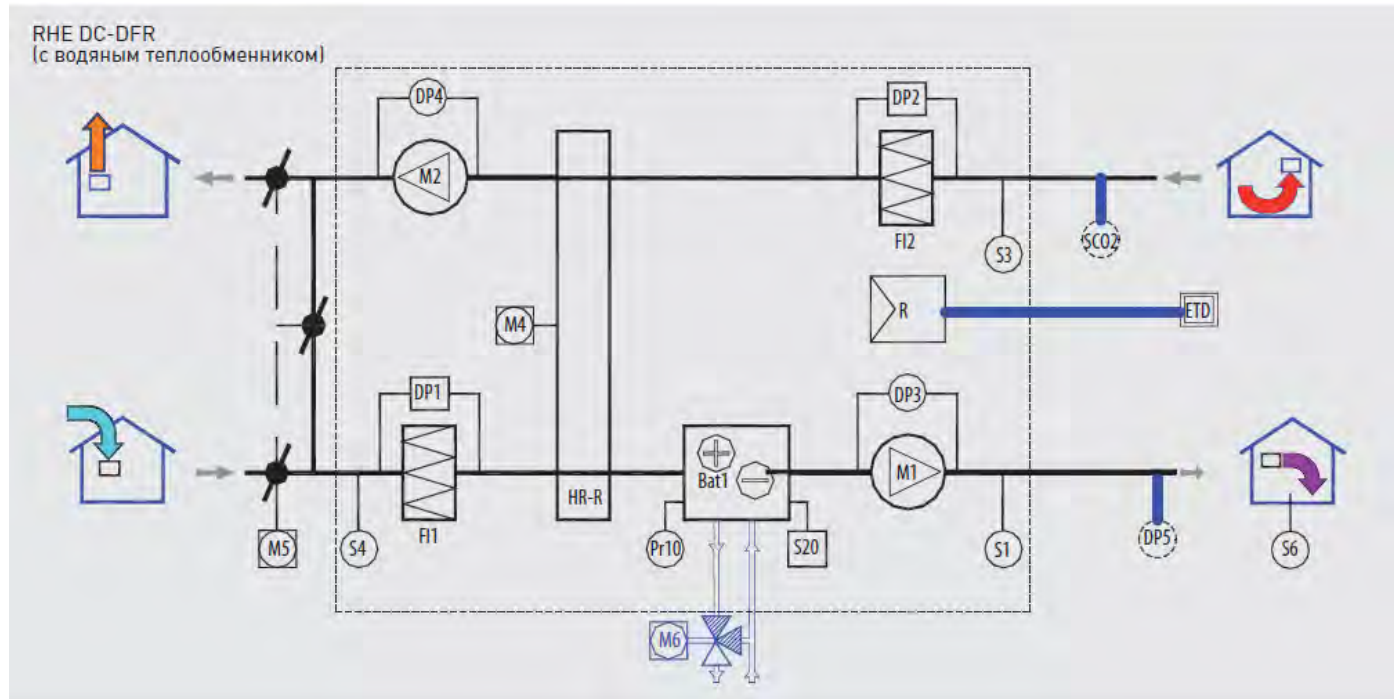 RHE DC-DFR
(с водяным теплообменником)
DP4
DP2
M2
FI2
S3
SCO2
M4
R
ETD
DP1
DP3
Bat1
M1
HR-R
FI1
M5
S4
Pr10
S20
S1
DP5
S6
M6